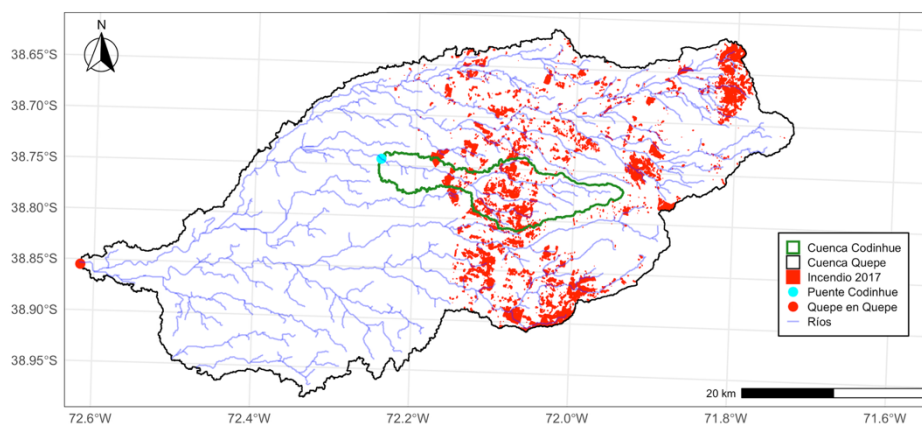 N
38.65°S
38.70°S
38.75°S
38.80°S
38.85°S
38.90°S
38.95°S
Cuenca Codinhue
Cuenca Quepe
Incendio 2017
Puente Codinhue
Quepe en Quepe
Ríos
20 km
72.6°W
72.4°W
72.2°W
72.0°W
71.8°W
71.6°W